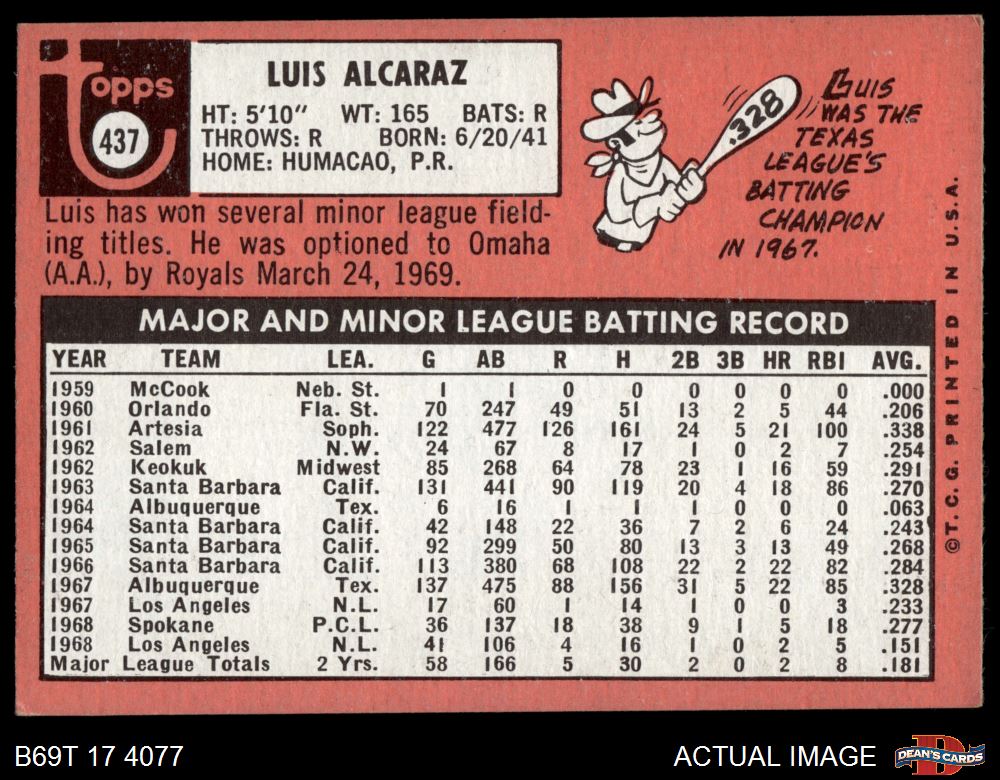 Topps
437
LUIS ALCARAZ
HT: 5'10" WT: 165 BATS: R
THROWS: R BORN: 6/20/41
HOME: HUMACAO, P.R.
Luis has won several minor league field-
ing titles. He was optioned to Omaha
(A.A.), by Royals March 24, 1969.
.328
LUIS
WAS THE
TEXAS
LEAGUE'S
BATTING
CHAMPION
IN 1967.
MAJOR AND MINOR LEAGUE BATTING RECORD
YEAR TEAM LEA. G AB R H 2B 3B HR RBI AVG.
1959 McCook Neb. St. 1 1 0 0 0 0 0 0 .000
1960 Orlando Fla. St. 70 247 49 51 13 2 5 44 .206
1961 Artesia Soph. 122 477 126 161 24 5 21 100 .338
1962 Salem N.W. 24 67 8 17 1 0 2 7 .254
1962 Keokuk Midwest 85 268 64 78 23 1 16 59 .291
1963 Santa Barbara Calif. 131 441 90 119 20 4 18 86 .270
1964 Albuquerque Tex. 6 16 1 1 1 0 0 0 .063
1964 Santa Barbara Calif. 42 148 22 36 7 2 6 24 .243
1965 Santa Barbara Calif. 92 299 50 80 13 3 13 49 .268
1966 Santa Barbara Calif. 113 380 68 108 22 2 22 82 .284
1967 Albuquerque Tex. 137 475 88 156 31 5 22 85 .328
1967 Los Angeles N.L. 17 60 1 14 1 0 0 3 .233
1968 Spokane P.C.L. 36 137 18 38 9 1 5 18 .277
1968 Los Angeles N.L. 41 106 4 16 1 0 2 5 .151
Major League Totals 2 Yrs. 58 166 5 30 2 0 2 8 .181
©T.C.G. PRINTED IN U.S.A.
B69T 17 4077
ACTUAL IMAGE
DEAN'S CARDS